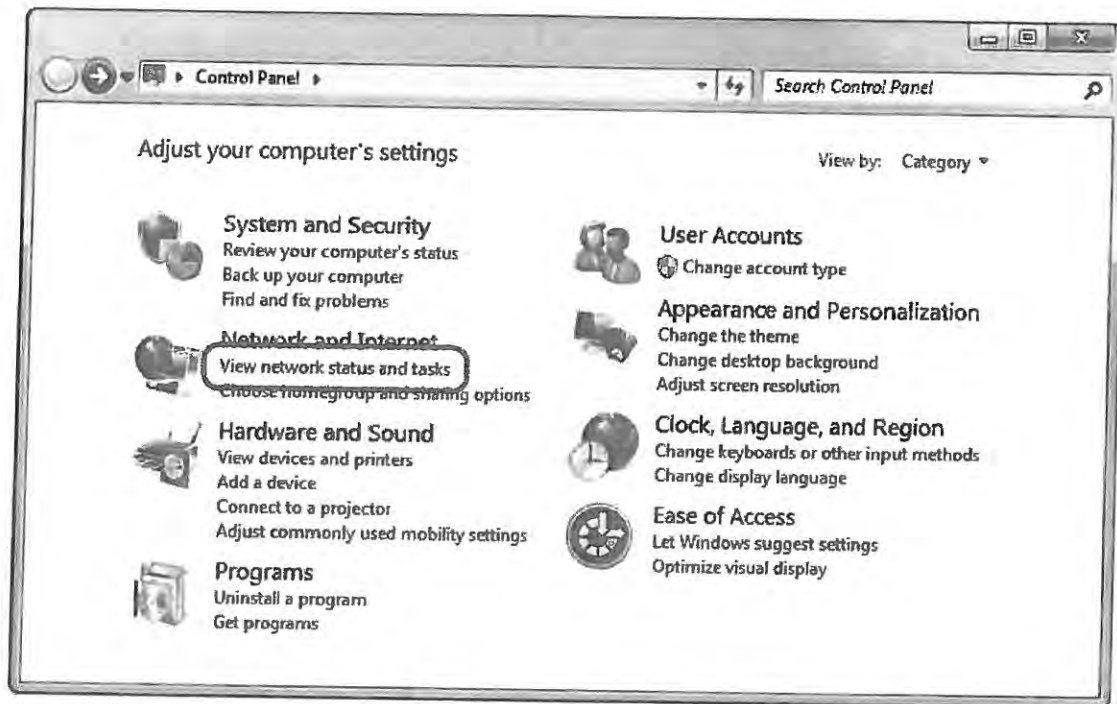 Control Panel
Search Control Panel
Adjust your computer's settings
View by: Category
System and Security
Review your computer's status
Back up your computer
Find and fix problems
Network and Internet
View network status and tasks
Choose homegroup and sharing options
Hardware and Sound
View devices and printers
Add a device
Connect to a projector
Adjust commonly used mobility settings
Programs
Uninstall a program
Get programs
User Accounts
Change account type
Appearance and Personalization
Change the theme
Change desktop background
Adjust screen resolution
Clock, Language, and Region
Change keyboards or other input methods
Change display language
Ease of Access
Let Windows suggest settings
Optimize visual display